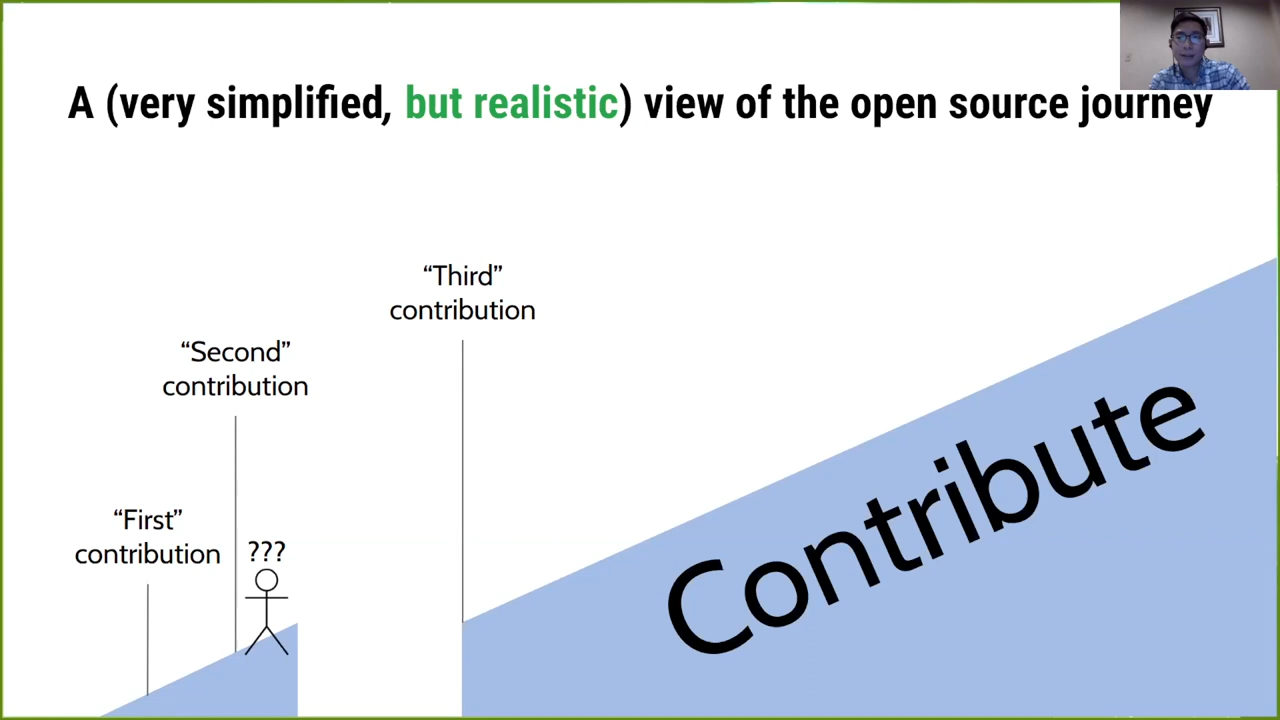 A (very simplified, but realistic) view of the open source journey
“Third”
contribution
“Second”
contribution
“First”
contribution
???
Contribute